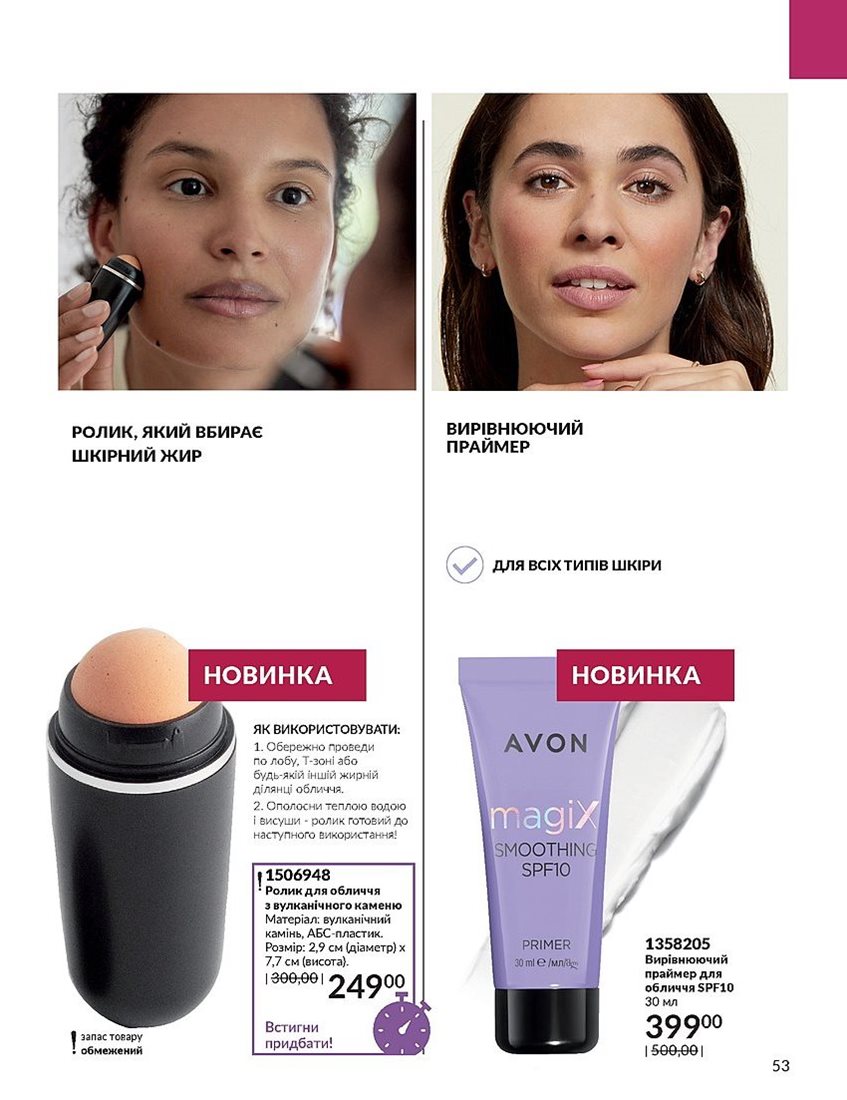 РОЛИК, ЯКИЙ ВБИРАЄ
ШКІРНИЙ ЖИР
ВИРІВНЮЮЧИЙ
ПРАЙМЕР
ДЛЯ ВСІХ ТИПІВ ШКІРИ
НОВИНКА
ЯК ВИКОРИСТОВУВАТИ:
1. Обережно проведи
по лобу, Т-зоні або
будь-якій іншій жирній
ділянці обличчя.
2. Ополосни теплою водою
і висуши - ролик готовий до
наступного використання!
! 1506948
Ролик для обличчя
з вулканічного каменю
Матеріал: вулканічний
камінь, АБС-пластик.
Розмір: 2,9 см (діаметр) х
7,7 см (висота).
| 300,00 | 24900
Встигни
придбати!
! запас товару
обмежений
НОВИНКА
AVON
magiX
SMOOTHING
SPF10
PRIMER
30 ml e /мл/გ
1358205
Вирівнюючий
праймер для
обличчя SPF10
30 мл
39900
| 500,00 |
53